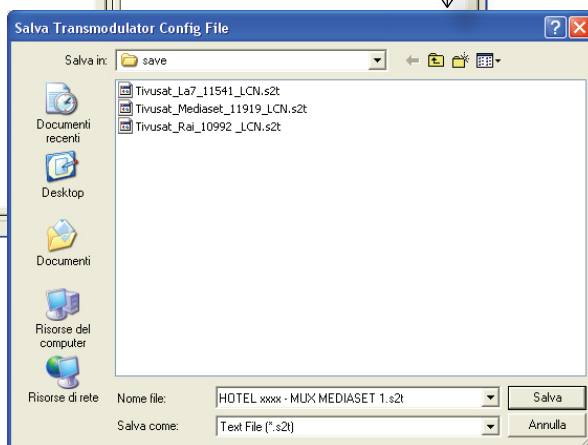 Salva Transmodulator Config File
Salva in:
save
Tivusat_La7_11541_LCN.s2t
Tivusat_Mediaset_11919_LCN.s2t
Tivusat_Rai_10992 _LCN.s2t
Documenti
recenti
Desktop
Documenti
Risorse del
computer
Risorse di rete
Nome file:
HOTEL xxxx - MUX MEDIASET 1.s2t
Salva
Salva come:
Text File (*.s2t)
Annulla